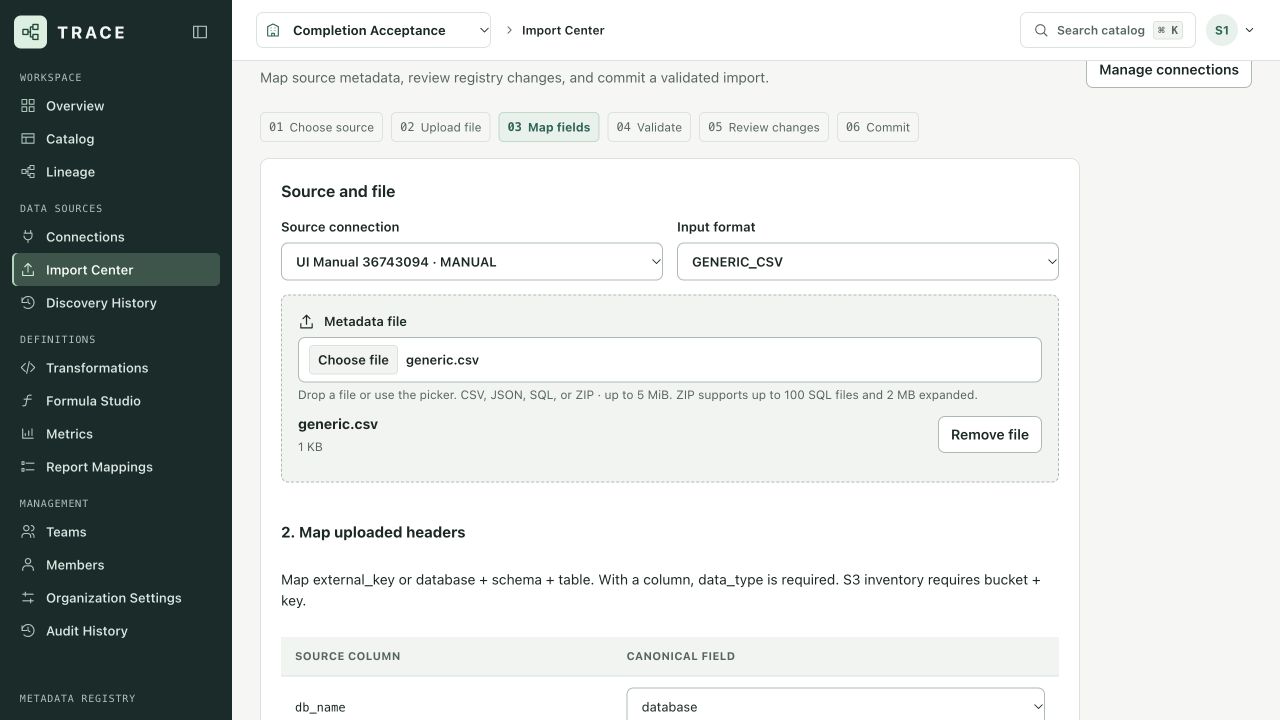 TRACE
WORKSPACE
Overview
Catalog
Lineage
DATA SOURCES
Connections
Import Center
Discovery History
DEFINITIONS
Transformations
Formula Studio
Metrics
Report Mappings
MANAGEMENT
Teams
Members
Organization Settings
Audit History
METADATA REGISTRY
Completion Acceptance
Import Center
Search catalog ⌘ K
S1
Map source metadata, review registry changes, and commit a validated import.
Manage connections
01 Choose source
02 Upload file
03 Map fields
04 Validate
05 Review changes
06 Commit
Source and file
Source connection
Input format
UI Manual 36743094 · MANUAL
GENERIC_CSV
Metadata file
Choose file generic.csv
Drop a file or use the picker. CSV, JSON, SQL, or ZIP · up to 5 MiB. ZIP supports up to 100 SQL files and 2 MB expanded.
generic.csv
1 KB
Remove file
2. Map uploaded headers
Map external_key or database + schema + table. With a column, data_type is required. S3 inventory requires bucket +
key.
SOURCE COLUMN CANONICAL FIELD
db_name database